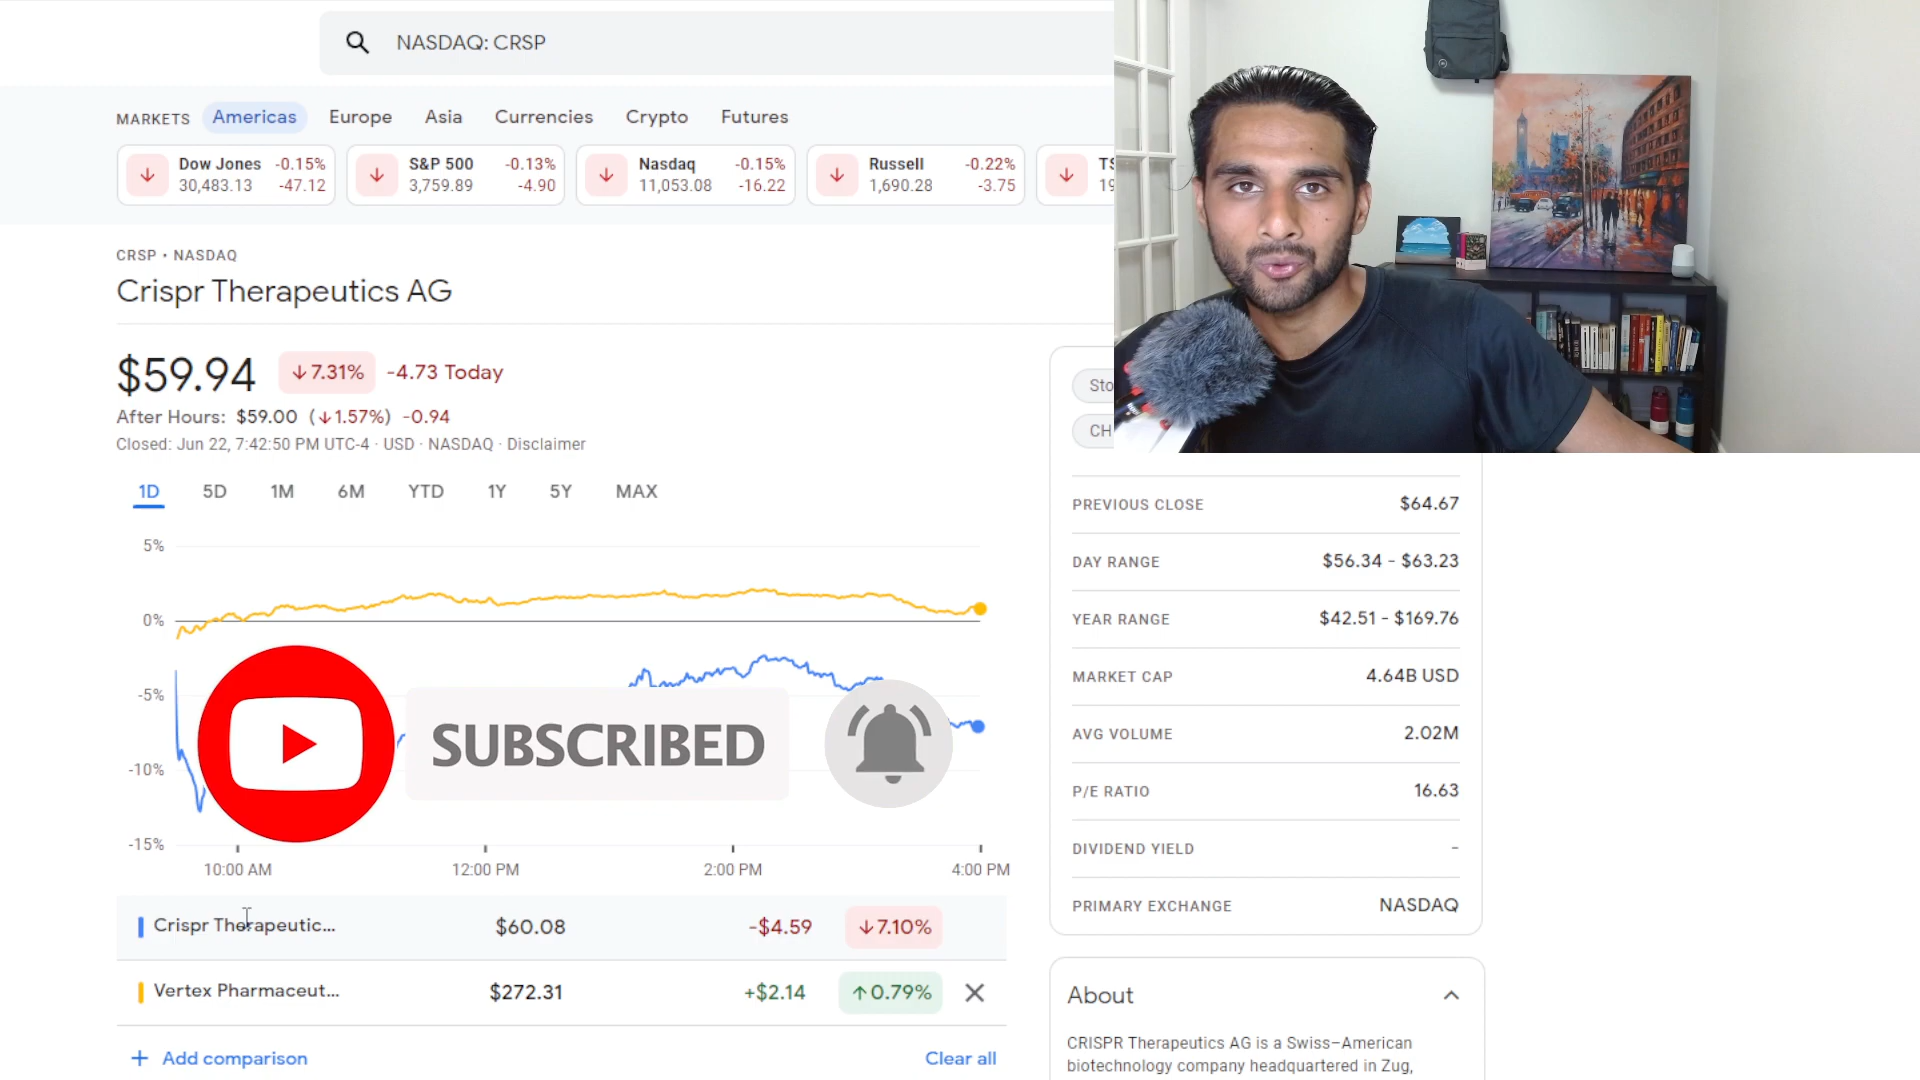 NASDAQ: CRSP
MARKETS Americas Europe Asia Currencies Crypto Futures
Dow Jones -0.15%
30,483.13 -47.12
S&P 500 -0.13%
3,759.89 -4.90
Nasdaq -0.15%
11,053.08 -16.22
Russell -0.22%
1,690.28 -3.75
CRSP • NASDAQ
Crispr Therapeutics AG
$59.94 ↓7.31% -4.73 Today
After Hours: $59.00 (↓1.57%) -0.94
Closed: Jun 22, 7:42:50 PM UTC-4 · USD · NASDAQ · Disclaimer
1D 5D 1M 6M YTD 1Y 5Y MAX
5%
0%
-5%
-10%
-15%
10:00 AM 12:00 PM 2:00 PM 4:00 PM
SUBSCRIBED
Crispr Therapeutic... $60.08 -$4.59 ↓7.10%
Vertex Pharmaceut... $272.31 +$2.14 ↑0.79%
+ Add comparison Clear all
Sto
CH
PREVIOUS CLOSE $64.67
DAY RANGE $56.34 - $63.23
YEAR RANGE $42.51 - $169.76
MARKET CAP 4.64B USD
AVG VOLUME 2.02M
P/E RATIO 16.63
DIVIDEND YIELD -
PRIMARY EXCHANGE NASDAQ
About
CRISPR Therapeutics AG is a Swiss–American
biotechnology company headquartered in Zug,